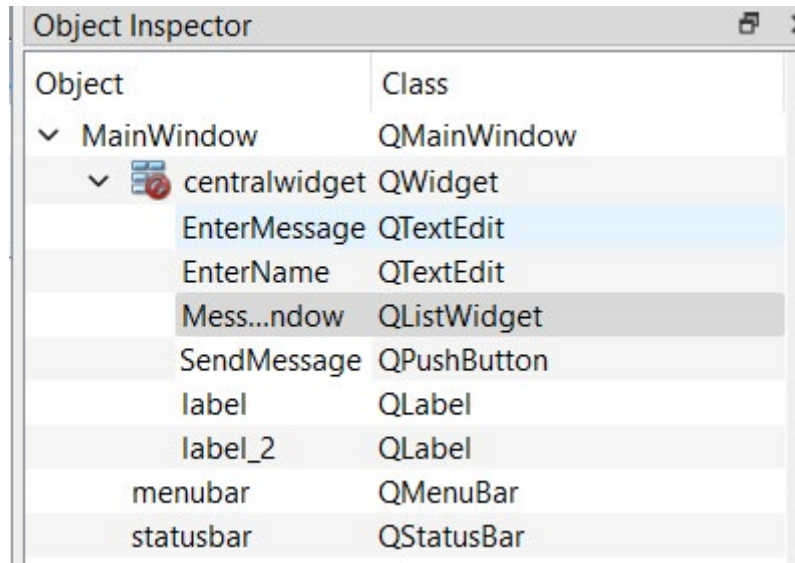 Object Inspector
Object Class
MainWindow QMainWindow
centralwidget QWidget
EnterMessage QTextEdit
EnterName QTextEdit
Mess...ndow QListWidget
SendMessage QPushButton
label QLabel
label_2 QLabel
menubar QMenuBar
statusbar QStatusBar